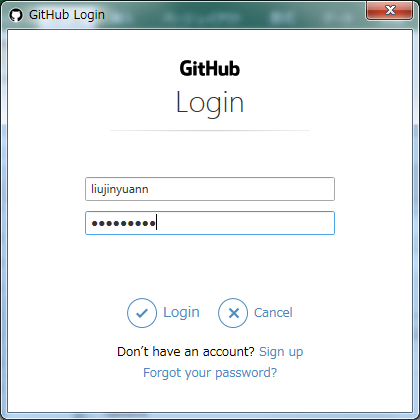 GitHub Login
GitHub
Login
liujinyuann
●●●●●●●●●
Login Cancel
Don't have an account? Sign up
Forgot your password?